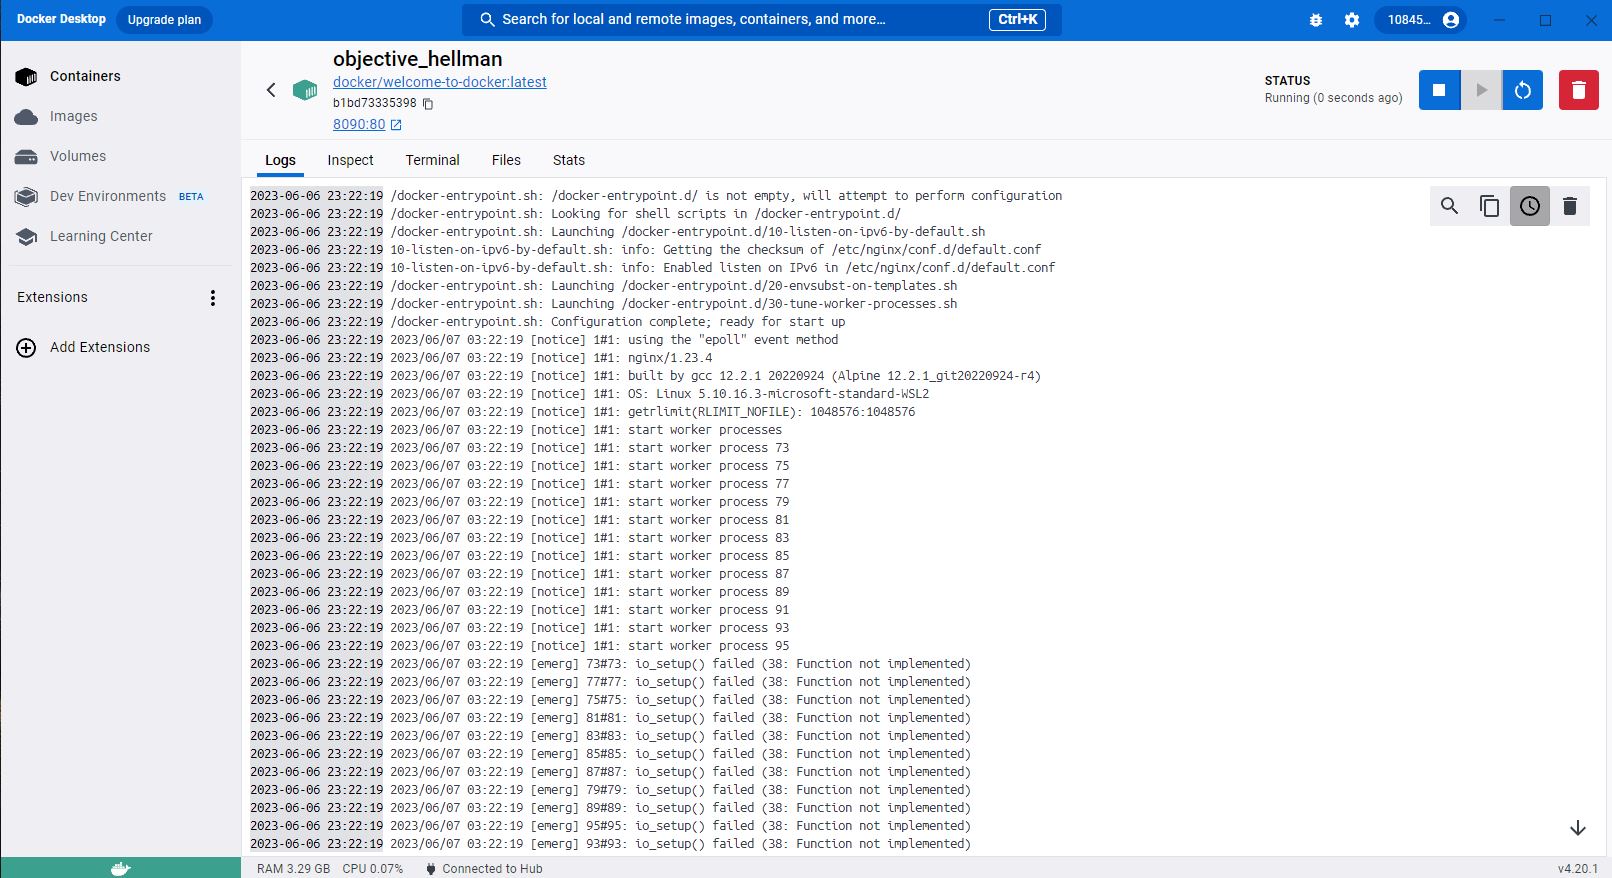 Docker Desktop
Upgrade plan
Search for local and remote images, containers, and more...
Ctrl+K
10845...
Containers
Images
Volumes
Dev Environments BETA
Learning Center
Extensions
Add Extensions
objective_hellman
docker/welcome-to-docker:latest
b1bd73335398
8090:80
STATUS
Running (0 seconds ago)
Logs Inspect Terminal Files Stats
2023-06-06 23:22:19 /docker-entrypoint.sh: /docker-entrypoint.d/ is not empty, will attempt to perform configuration
2023-06-06 23:22:19 /docker-entrypoint.sh: Looking for shell scripts in /docker-entrypoint.d/
2023-06-06 23:22:19 /docker-entrypoint.sh: Launching /docker-entrypoint.d/10-listen-on-ipv6-by-default.sh
2023-06-06 23:22:19 10-listen-on-ipv6-by-default.sh: info: Getting the checksum of /etc/nginx/conf.d/default.conf
2023-06-06 23:22:19 10-listen-on-ipv6-by-default.sh: info: Enabled listen on IPv6 in /etc/nginx/conf.d/default.conf
2023-06-06 23:22:19 /docker-entrypoint.sh: Launching /docker-entrypoint.d/20-envsubst-on-templates.sh
2023-06-06 23:22:19 /docker-entrypoint.sh: Launching /docker-entrypoint.d/30-tune-worker-processes.sh
2023-06-06 23:22:19 /docker-entrypoint.sh: Configuration complete; ready for start up
2023-06-06 23:22:19 2023/06/07 03:22:19 [notice] 1#1: using the "epoll" event method
2023-06-06 23:22:19 2023/06/07 03:22:19 [notice] 1#1: nginx/1.23.4
2023-06-06 23:22:19 2023/06/07 03:22:19 [notice] 1#1: built by gcc 12.2.1 20220924 (Alpine 12.2.1_git20220924-r4)
2023-06-06 23:22:19 2023/06/07 03:22:19 [notice] 1#1: OS: Linux 5.10.16.3-microsoft-standard-WSL2
2023-06-06 23:22:19 2023/06/07 03:22:19 [notice] 1#1: getrlimit(RLIMIT_NOFILE): 1048576:1048576
2023-06-06 23:22:19 2023/06/07 03:22:19 [notice] 1#1: start worker processes
2023-06-06 23:22:19 2023/06/07 03:22:19 [notice] 1#1: start worker process 73
2023-06-06 23:22:19 2023/06/07 03:22:19 [notice] 1#1: start worker process 75
2023-06-06 23:22:19 2023/06/07 03:22:19 [notice] 1#1: start worker process 77
2023-06-06 23:22:19 2023/06/07 03:22:19 [notice] 1#1: start worker process 79
2023-06-06 23:22:19 2023/06/07 03:22:19 [notice] 1#1: start worker process 81
2023-06-06 23:22:19 2023/06/07 03:22:19 [notice] 1#1: start worker process 83
2023-06-06 23:22:19 2023/06/07 03:22:19 [notice] 1#1: start worker process 85
2023-06-06 23:22:19 2023/06/07 03:22:19 [notice] 1#1: start worker process 87
2023-06-06 23:22:19 2023/06/07 03:22:19 [notice] 1#1: start worker process 89
2023-06-06 23:22:19 2023/06/07 03:22:19 [notice] 1#1: start worker process 91
2023-06-06 23:22:19 2023/06/07 03:22:19 [notice] 1#1: start worker process 93
2023-06-06 23:22:19 2023/06/07 03:22:19 [notice] 1#1: start worker process 95
2023-06-06 23:22:19 2023/06/07 03:22:19 [emerg] 73#73: io_setup() failed (38: Function not implemented)
2023-06-06 23:22:19 2023/06/07 03:22:19 [emerg] 77#77: io_setup() failed (38: Function not implemented)
2023-06-06 23:22:19 2023/06/07 03:22:19 [emerg] 75#75: io_setup() failed (38: Function not implemented)
2023-06-06 23:22:19 2023/06/07 03:22:19 [emerg] 81#81: io_setup() failed (38: Function not implemented)
2023-06-06 23:22:19 2023/06/07 03:22:19 [emerg] 83#83: io_setup() failed (38: Function not implemented)
2023-06-06 23:22:19 2023/06/07 03:22:19 [emerg] 85#85: io_setup() failed (38: Function not implemented)
2023-06-06 23:22:19 2023/06/07 03:22:19 [emerg] 87#87: io_setup() failed (38: Function not implemented)
2023-06-06 23:22:19 2023/06/07 03:22:19 [emerg] 79#79: io_setup() failed (38: Function not implemented)
2023-06-06 23:22:19 2023/06/07 03:22:19 [emerg] 89#89: io_setup() failed (38: Function not implemented)
2023-06-06 23:22:19 2023/06/07 03:22:19 [emerg] 95#95: io_setup() failed (38: Function not implemented)
2023-06-06 23:22:19 2023/06/07 03:22:19 [emerg] 93#93: io_setup() failed (38: Function not implemented)
RAM 3.29 GB CPU 0.07% Connected to Hub
v4.20.1